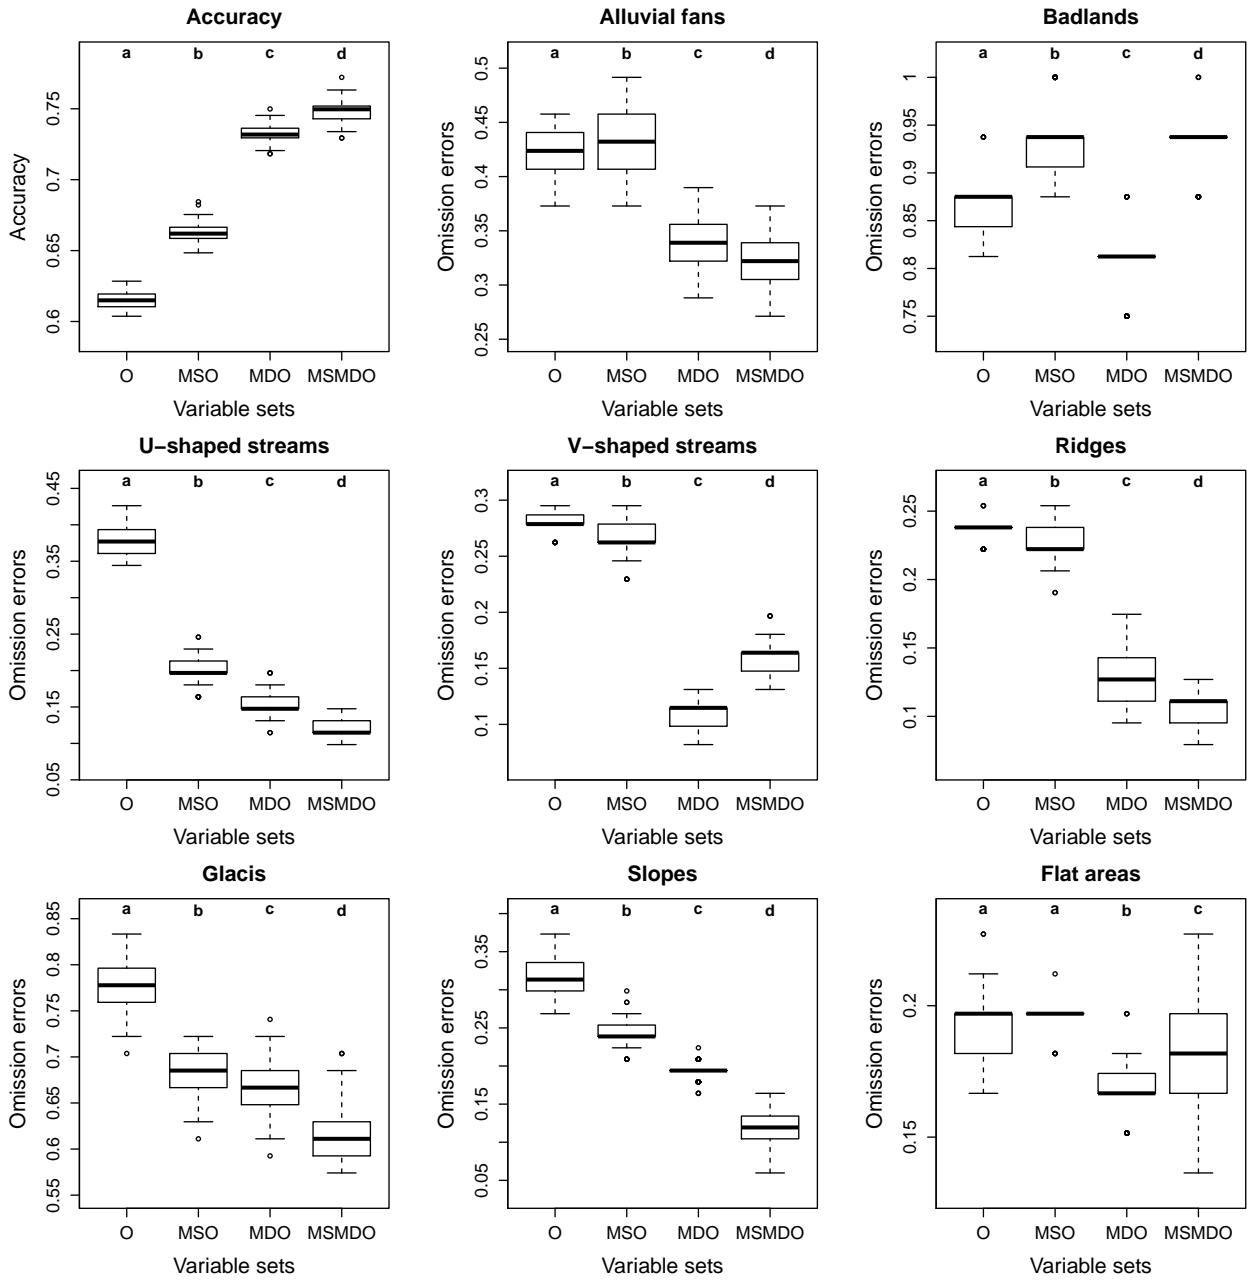 Accuracy
a b c d
Accuracy
0.6 0.65 0.7 0.75
O MSO MDO MSMDO
Variable sets
Alluvial fans
a b c d
Omission errors
0.25 0.3 0.35 0.4 0.45 0.5
O MSO MDO MSMDO
Variable sets
Badlands
a b c d
Omission errors
0.75 0.8 0.85 0.9 0.95 1
O MSO MDO MSMDO
Variable sets
U−shaped streams
a b c d
Omission errors
0.05 0.15 0.25 0.35 0.45
O MSO MDO MSMDO
Variable sets
V−shaped streams
a b c d
Omission errors
0.1 0.15 0.2 0.25 0.3
O MSO MDO MSMDO
Variable sets
Ridges
a b c d
Omission errors
0.1 0.15 0.2 0.25
O MSO MDO MSMDO
Variable sets
Glacis
a b c d
Omission errors
0.55 0.6 0.65 0.7 0.75 0.8 0.85
O MSO MDO MSMDO
Variable sets
Slopes
a b c d
Omission errors
0.05 0.15 0.25 0.35
O MSO MDO MSMDO
Variable sets
Flat areas
a a b c
Omission errors
0.15 0.2
O MSO MDO MSMDO
Variable sets